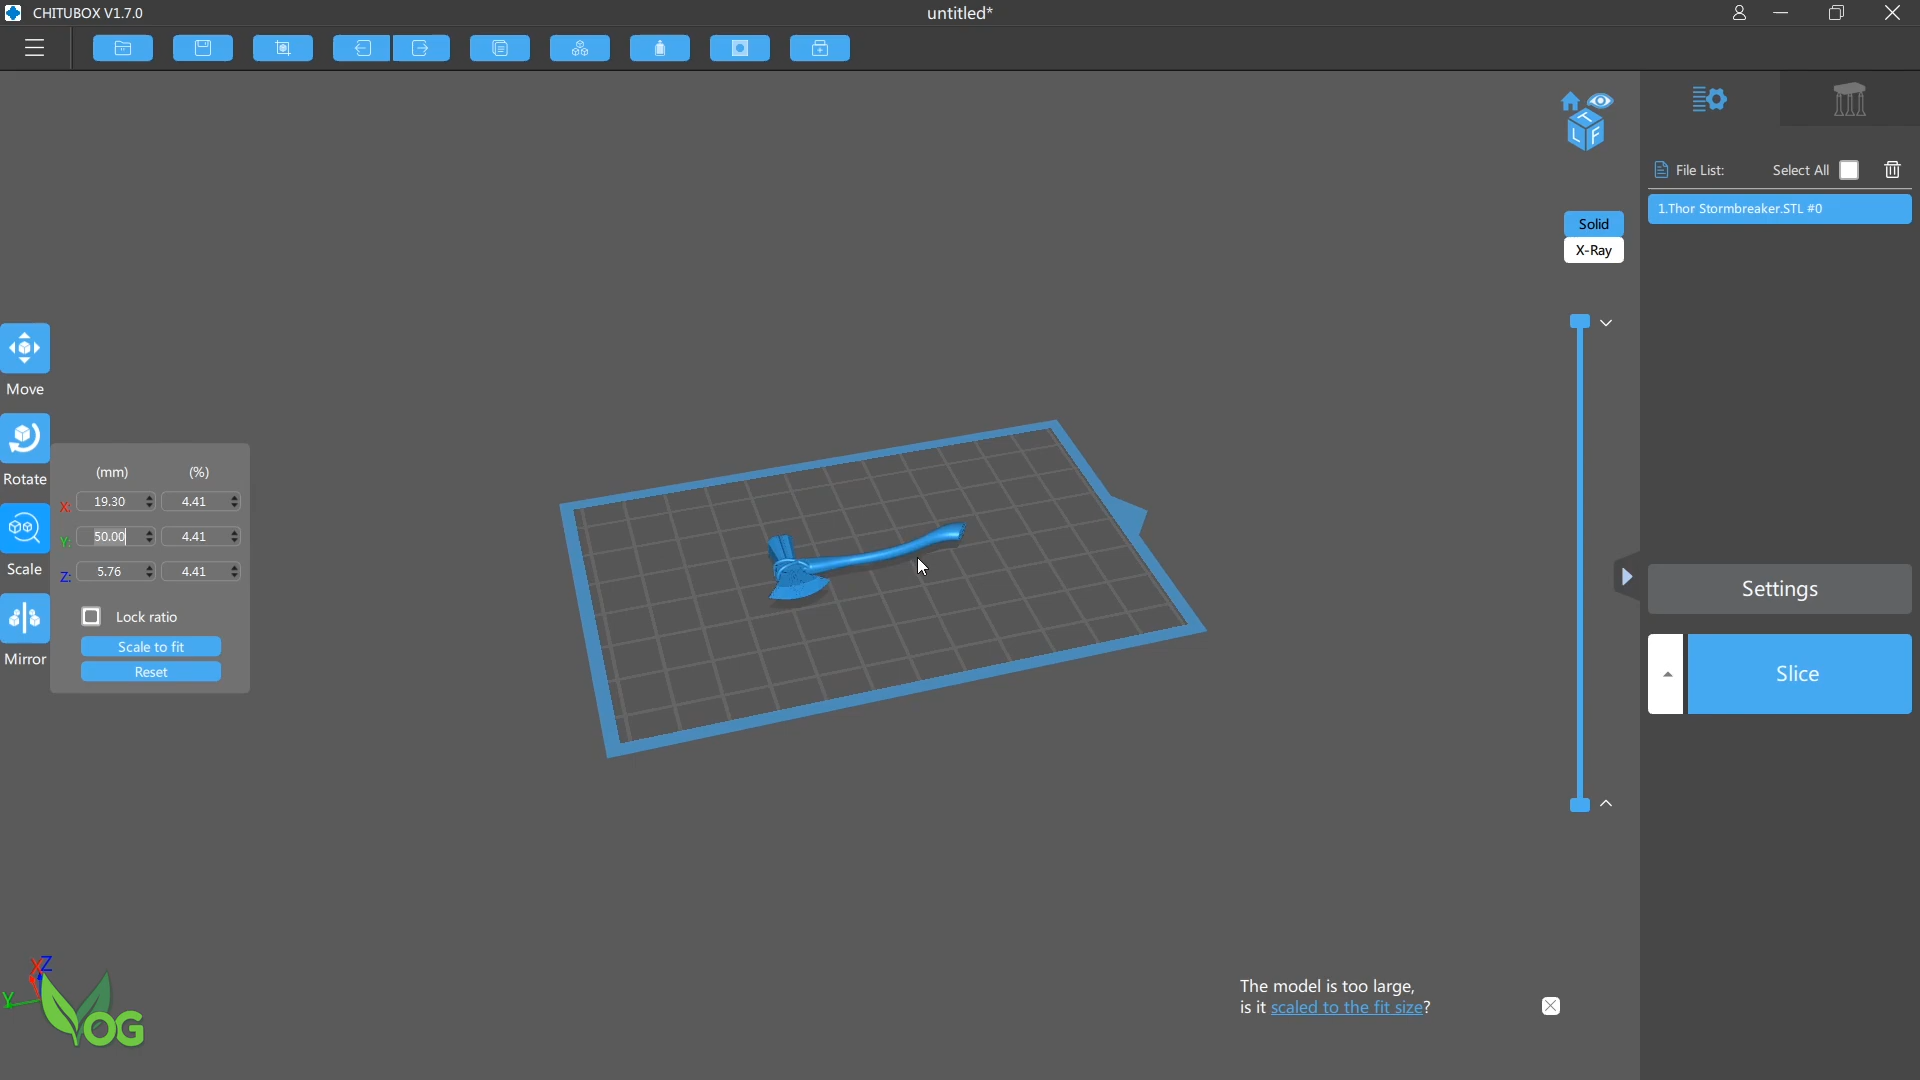 CHITUBOX V1.7.0
untitled*
T
L F
File List:
Select All
1.Thor Stormbreaker.STL #0
Solid
X-Ray
Move
Rotate
(mm) (%)
X: 19.30 4.41
Y: 50.00 4.41
Z: 5.76 4.41
Scale
Lock ratio
Scale to fit
Mirror
Reset
Settings
Slice
X Z
Y
OG
The model is too large,
is it scaled to the fit size?